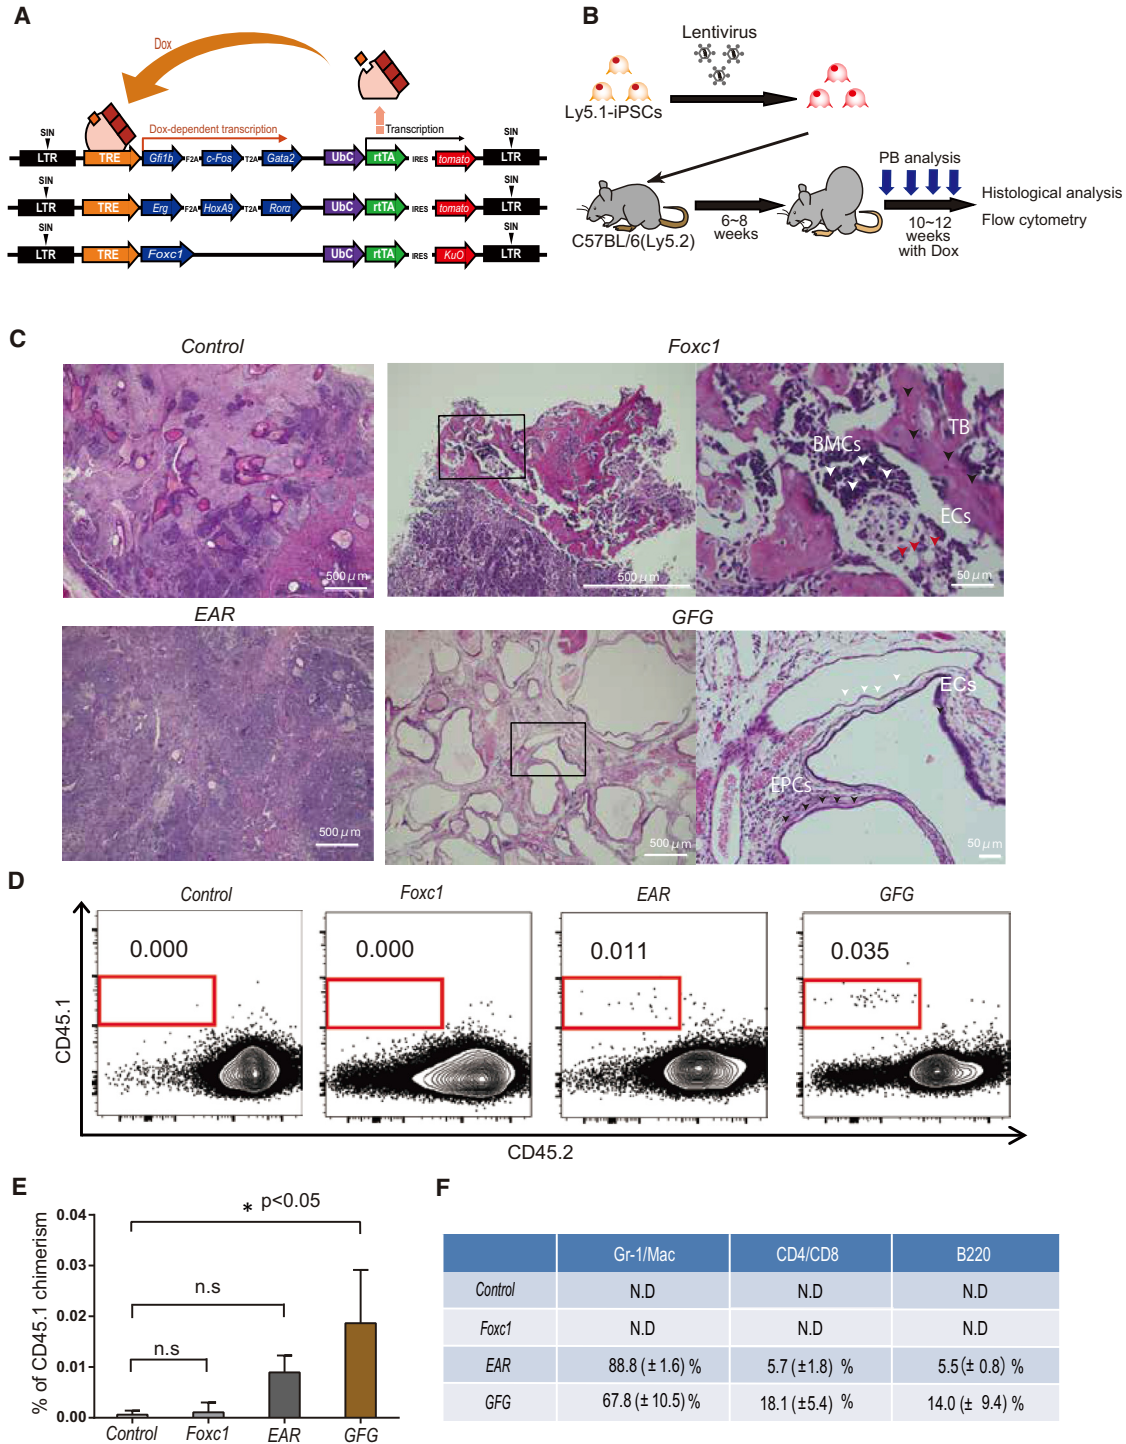 A
Dox
Dox-dependent transcription
Transcription
SIN
SIN
LTR TRE Gfi1b F2A c-Fos T2A Gata2 UbC rtTA IRES tomato LTR
SIN
SIN
LTR TRE Erg F2A HoxA9 T2A Rorα UbC rtTA IRES tomato LTR
SIN
SIN
LTR TRE Foxc1 UbC rtTA IRES KuO LTR
B
Lentivirus
Ly5.1-iPSCs
C57BL/6(Ly5.2)
6~8
weeks
PB analysis
10~12
weeks
with Dox
Histological analysis
Flow cytometry
C
Control
Foxc1
500 μm
500 μm
BMCs
TB
ECs
50 μm
EAR
GFG
500 μm
500 μm
ECs
EPCs
50 μm
D
Control
Foxc1
EAR
GFG
0.000
0.000
0.011
0.035
CD45.1
CD45.2
E
% of CD45.1 chimerism
0.04
0.03
0.02
0.01
0.00
* p<0.05
n.s
n.s
Control Foxc1 EAR GFG
F
Gr-1/Mac CD4/CD8 B220
Control N.D N.D N.D
Foxc1 N.D N.D N.D
EAR 88.8 (± 1.6) % 5.7 (±1.8) % 5.5 (± 0.8) %
GFG 67.8 (± 10.5) % 18.1 (±5.4) % 14.0 (± 9.4) %